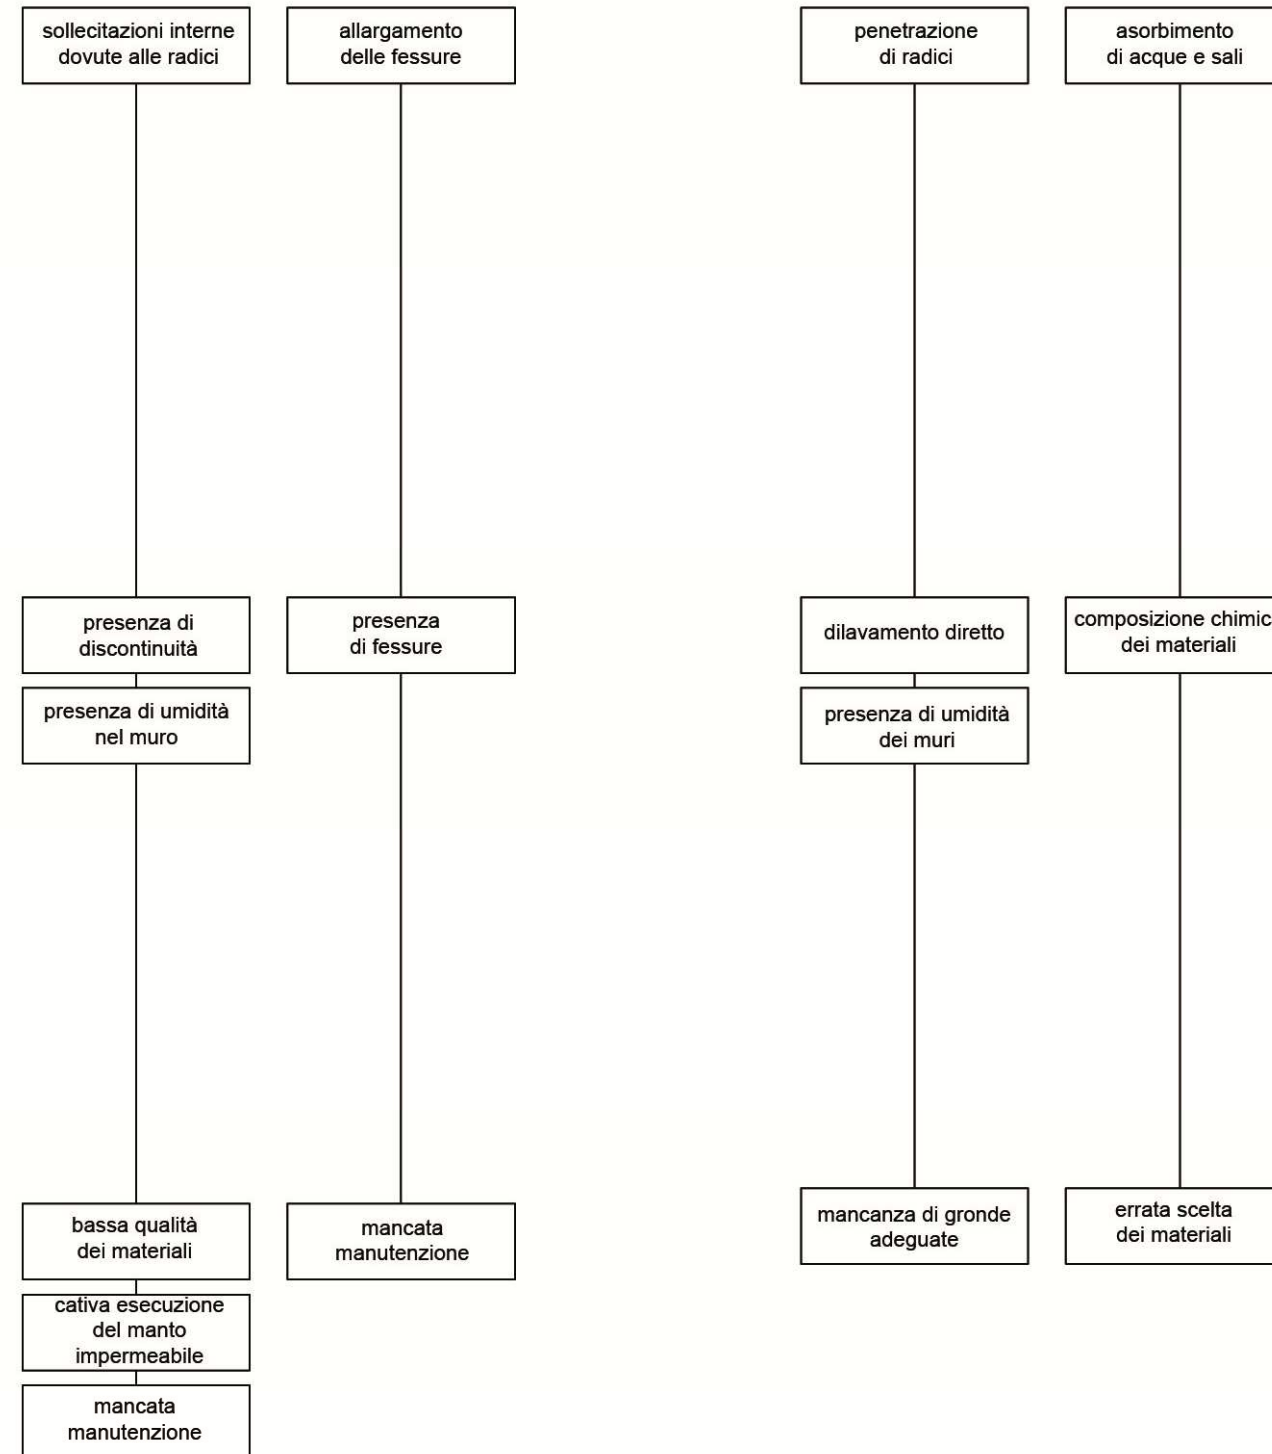 sollecitazioni interne
dovute alle radici
allargamento
delle fessure
penetrazione
di radici
asorbimento
di acque e sali
presenza di
discontinuità
presenza
di fessure
dilavamento diretto
composizione chimic
dei materiali
presenza di umidità
nel muro
presenza di umidità
dei muri
bassa qualità
dei materiali
mancata
manutenzione
mancanza di gronde
adeguate
errata scelta
dei materiali
cativa esecuzione
del manto
impermeabile
mancata
manutenzione